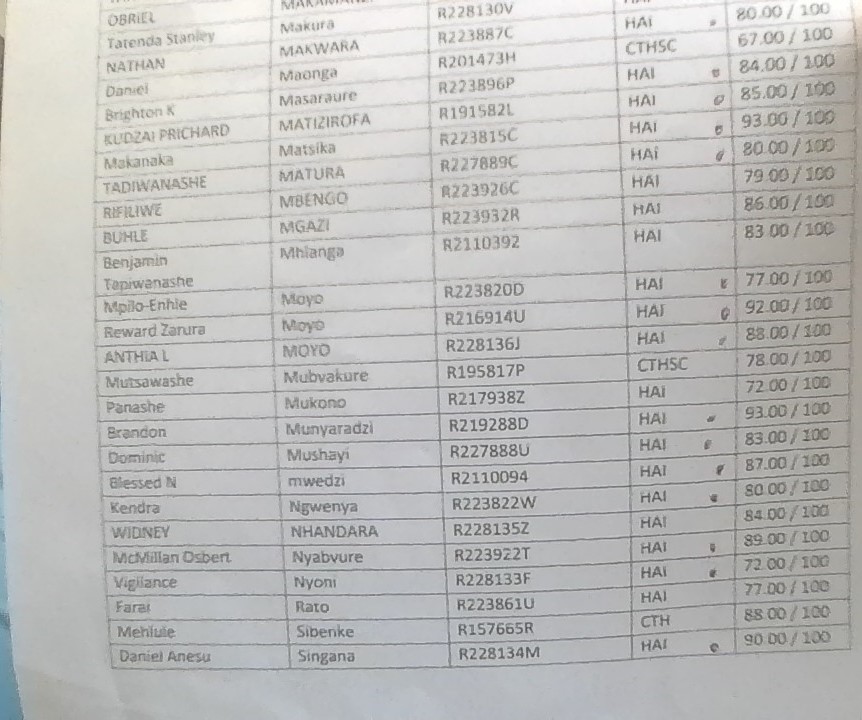 OBRIEL
Tatenda Stanley Makura R228130V
NATHAN MAKWARA R223887C HAI 80.00 / 100
Daniel Maonga R201473H CTHSC 67.00 / 100
Brighton K Masaraure R223896P HAI 84.00 / 100
KUDZAI PRICHARD MATIZIROFA R191582L HAI 85.00 / 100
Makanaka Matsika R223815C HAI 93.00 / 100
TADIWANASHE MATURA R227889C HAI 80.00 / 100
RIFILIWE MBENGO R223926C HAI 79.00 / 100
BUHLE MGAZI R223932R HAI 86.00 / 100
Benjamin Mhlanga R2110392 HAI 83.00 / 100
Tapiwanashe
Mpilo-Enhle Moyo R223820D HAI 77.00 / 100
Reward Zarura Moyo R216914U HAI 92.00 / 100
ANTHIA L MOYO R228136J HAI 88.00 / 100
Mutsawashe Mubvakure R195817P CTHSC 78.00 / 100
Panashe Mukono R217938Z HAI 72.00 / 100
Brandon Munyaradzi R219288D HAI 93.00 / 100
Dominic Mushayi R227888U HAI 83.00 / 100
Blessed N mwedzi R2110094 HAI 87.00 / 100
Kendra Ngwenya R223822W HAI 80.00 / 100
WIDNEY NHANDARA R228135Z HAI 84.00 / 100
McMillan Osbert Nyabvure R223922T HAI 89.00 / 100
Vigilance Nyoni R228133F HAI 72.00 / 100
Farai Rato R223861U HAI 77.00 / 100
Mehlule Sibenke R157665R CTH 88.00 / 100
Daniel Anesu Singana R228134M HAI 90.00 / 100